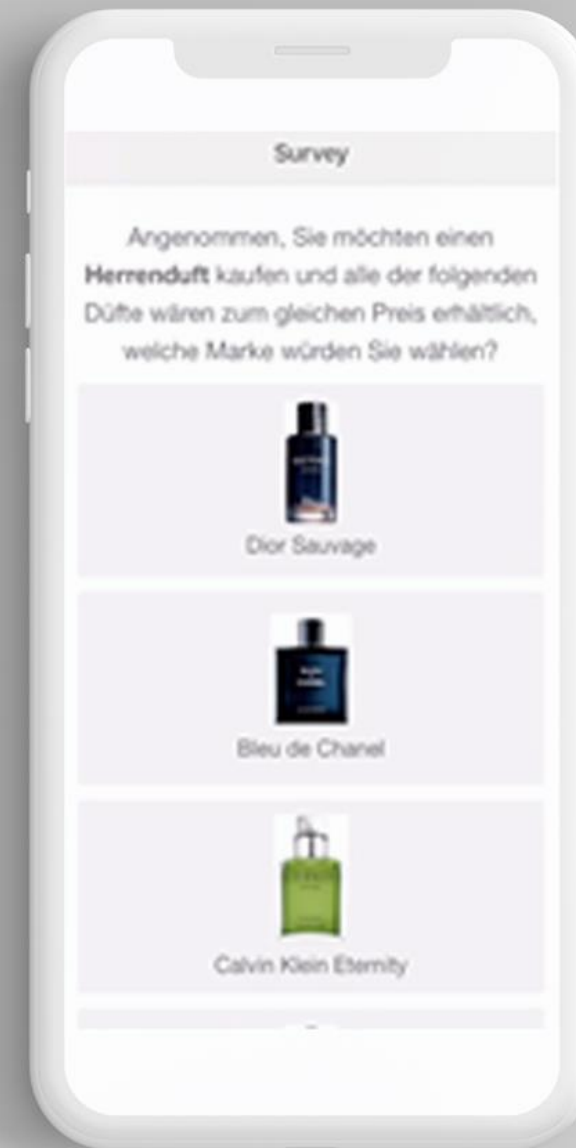 Survey
Angenommen, Sie möchten einen
Herrenduft kaufen und alle der folgenden
Düfte wären zum gleichen Preis erhältlich,
welche Marke würden Sie wählen?
Dior Sauvage
Bleu de Chanel
Calvin Klein Eternity